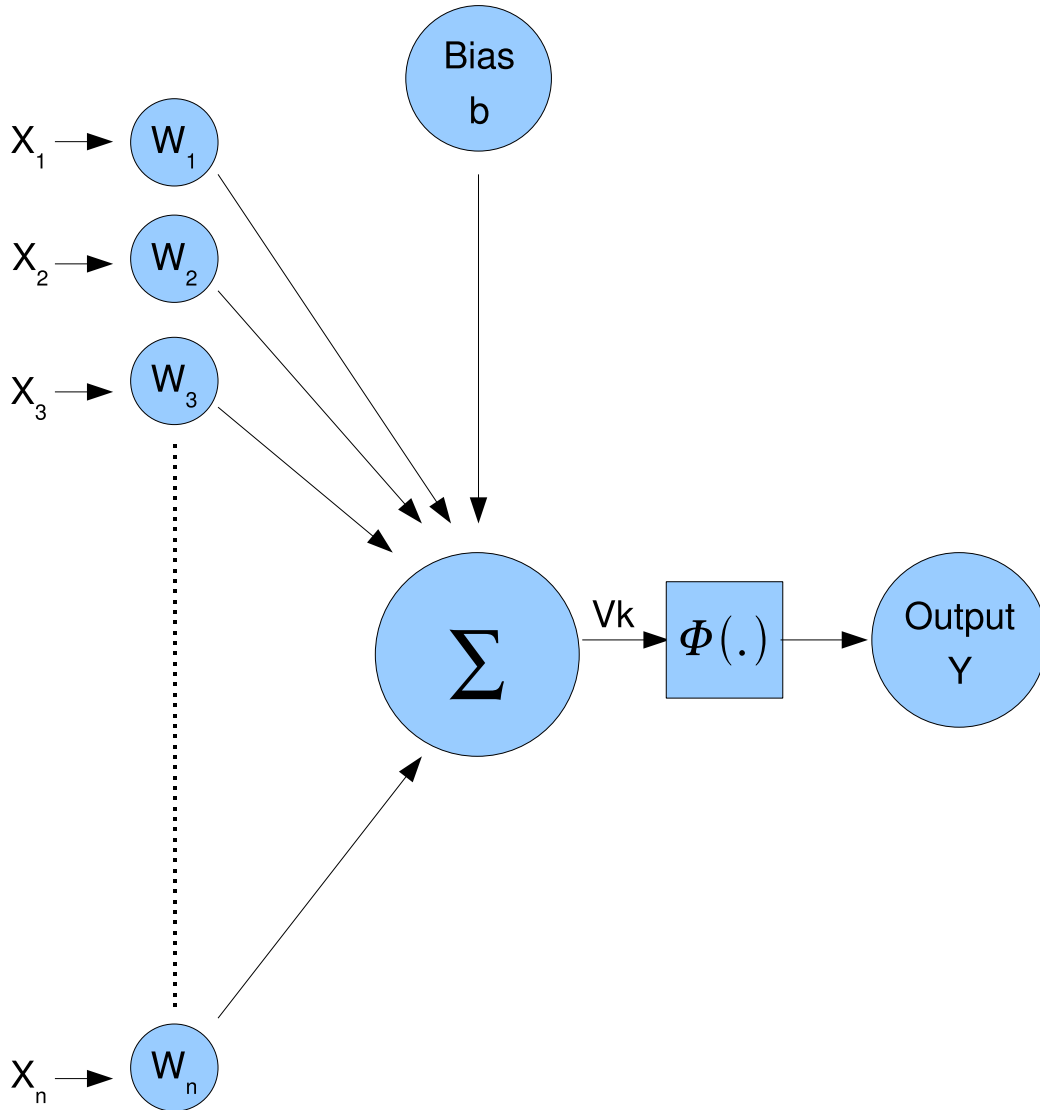 Bias
b
X₁ W₁
X₂ W₂
X₃ W₃
Σ Vk Φ(.) Output
Y
Xₙ Wₙ